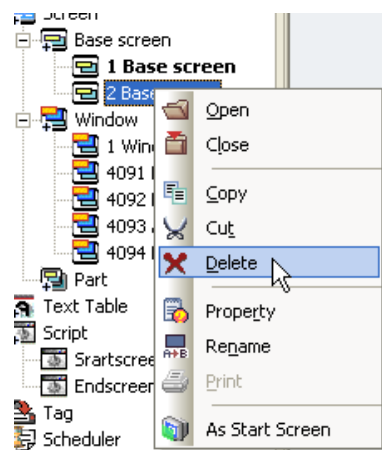 Screen
Base screen
1 Base screen
2 Base
Window
1 Win
4091
4092
4093
4094
Part
Text Table
Script
Srartscree
Endscreen
Tag
Scheduler
Open
Close
Copy
Cut
Delete
Property
Rename
Print
As Start Screen